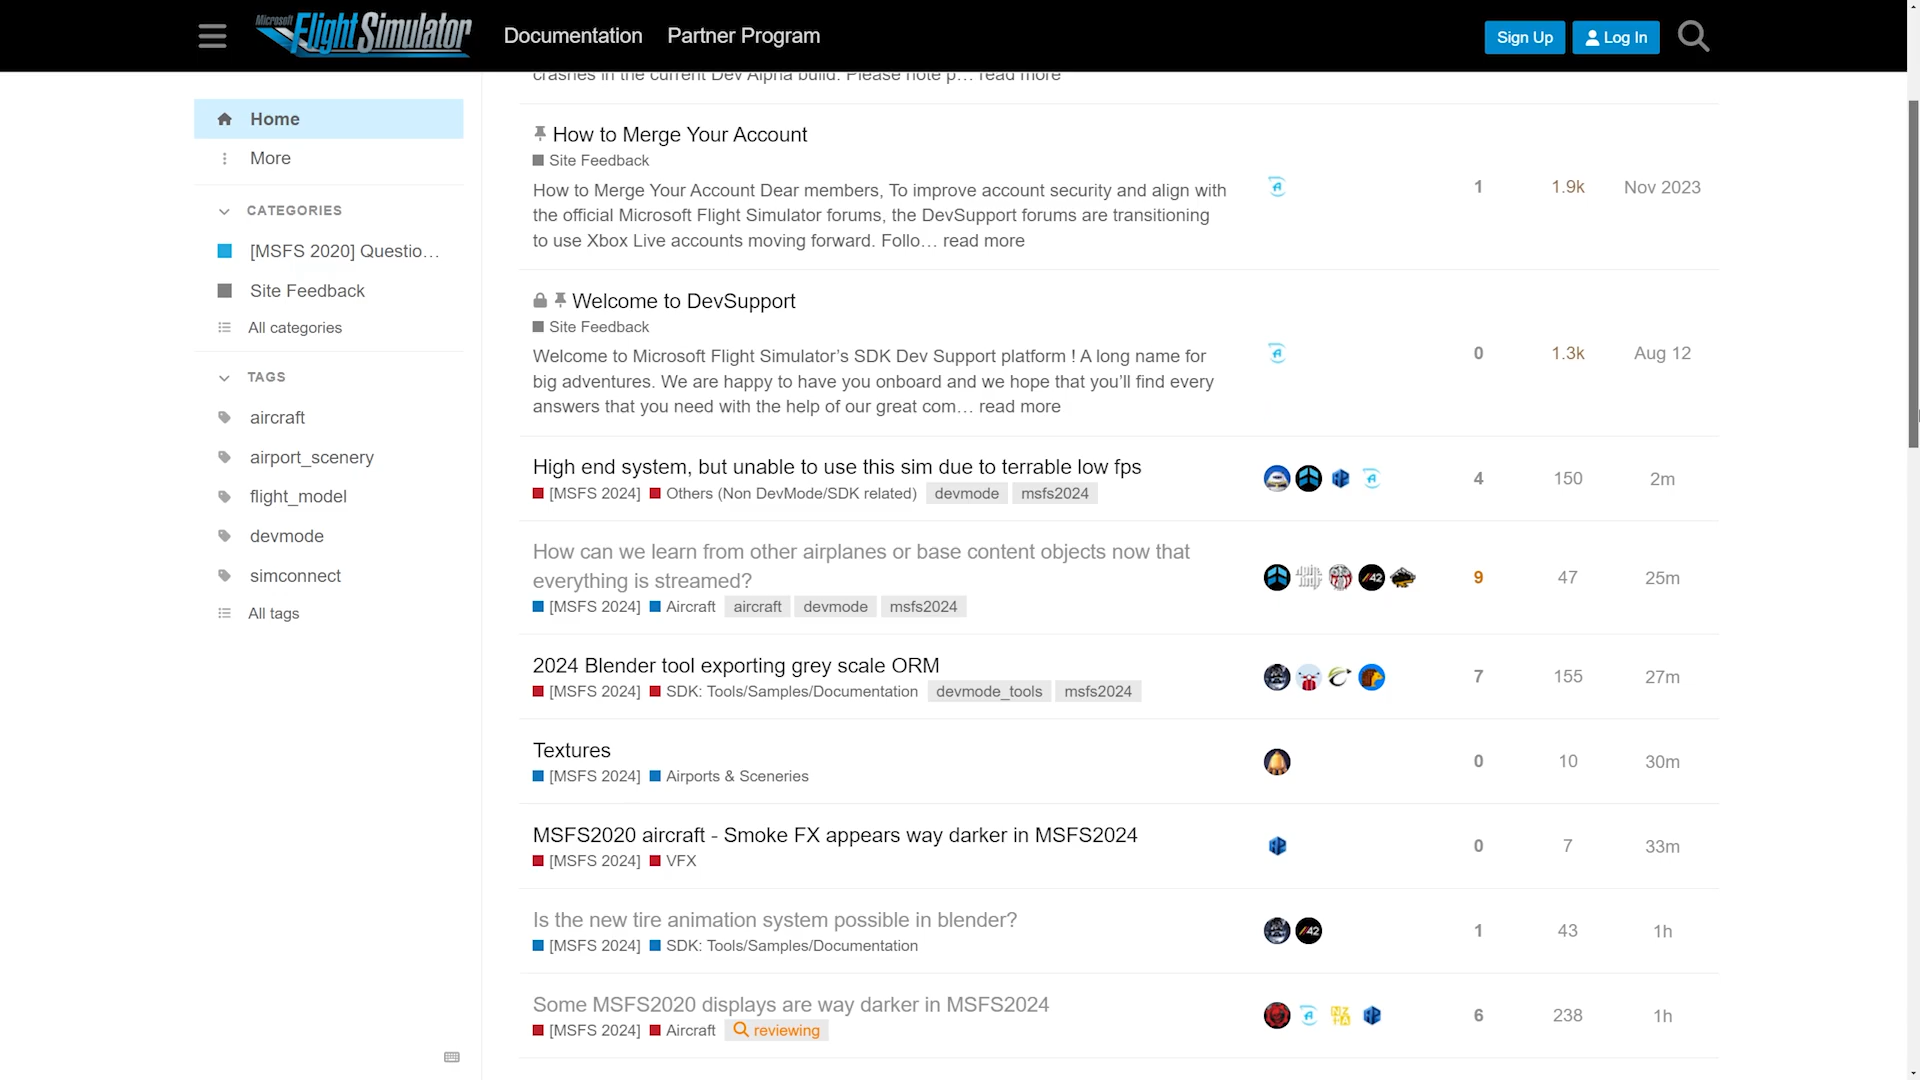 Microsoft
Flight Simulator
Documentation
Partner Program
Sign Up
Log In
crashes in the current Dev Alpha build. Please note p… read more
Home
More
CATEGORIES
[MSFS 2020] Questio…
Site Feedback
All categories
TAGS
aircraft
airport_scenery
flight_model
devmode
simconnect
All tags
How to Merge Your Account
Site Feedback
How to Merge Your Account Dear members, To improve account security and align with
the official Microsoft Flight Simulator forums, the DevSupport forums are transitioning
to use Xbox Live accounts moving forward. Follo… read more
1 1.9k Nov 2023
Welcome to DevSupport
Site Feedback
Welcome to Microsoft Flight Simulator’s SDK Dev Support platform ! A long name for
big adventures. We are happy to have you onboard and we hope that you’ll find every
answers that you need with the help of our great com… read more
0 1.3k Aug 12
High end system, but unable to use this sim due to terrable low fps
[MSFS 2024] Others (Non DevMode/SDK related) devmode msfs2024
4 150 2m
How can we learn from other airplanes or base content objects now that
everything is streamed?
[MSFS 2024] Aircraft aircraft devmode msfs2024
9 47 25m
2024 Blender tool exporting grey scale ORM
[MSFS 2024] SDK: Tools/Samples/Documentation devmode_tools msfs2024
7 155 27m
Textures
[MSFS 2024] Airports & Sceneries
0 10 30m
MSFS2020 aircraft - Smoke FX appears way darker in MSFS2024
[MSFS 2024] VFX
0 7 33m
Is the new tire animation system possible in blender?
[MSFS 2024] SDK: Tools/Samples/Documentation
1 43 1h
Some MSFS2020 displays are way darker in MSFS2024
[MSFS 2024] Aircraft reviewing
6 238 1h